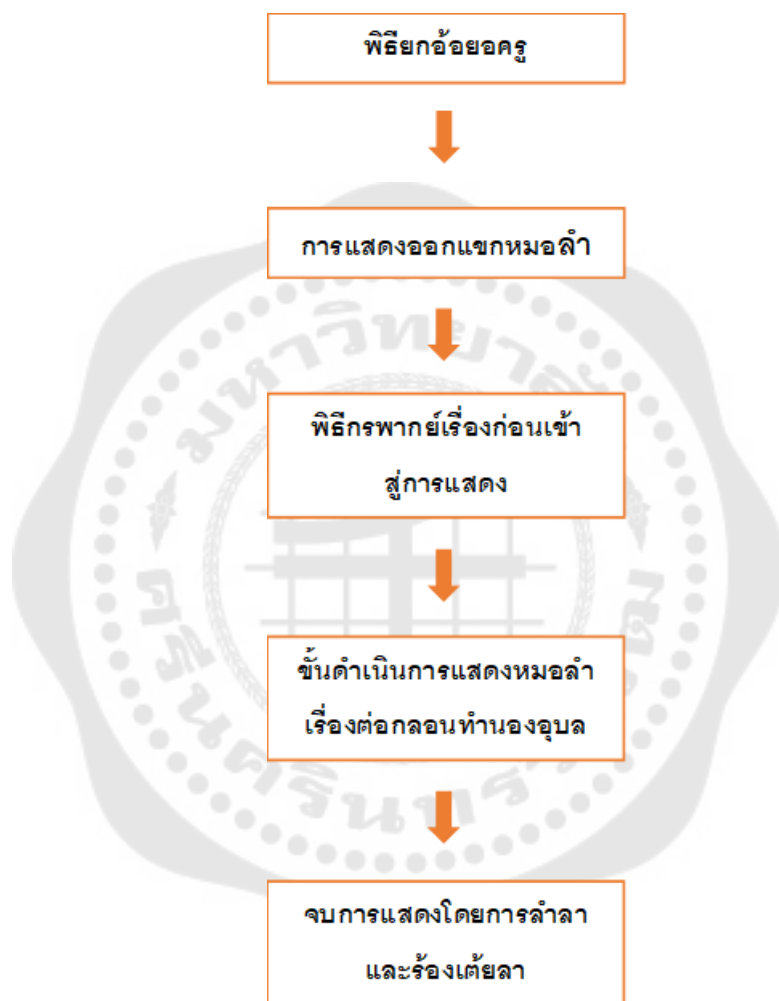 พิธียกอ้อยอครู
การแสดงออกแขกหมอลำ
พิธีกรพากย์เรื่องก่อนเข้า
สู่การแสดง
ขั้นดำเนินการแสดงหมอลำ
เรื่องต่อกลอนทำนองอุบล
จบการแสดงโดยการลำลา
และร้องเต้ยลา